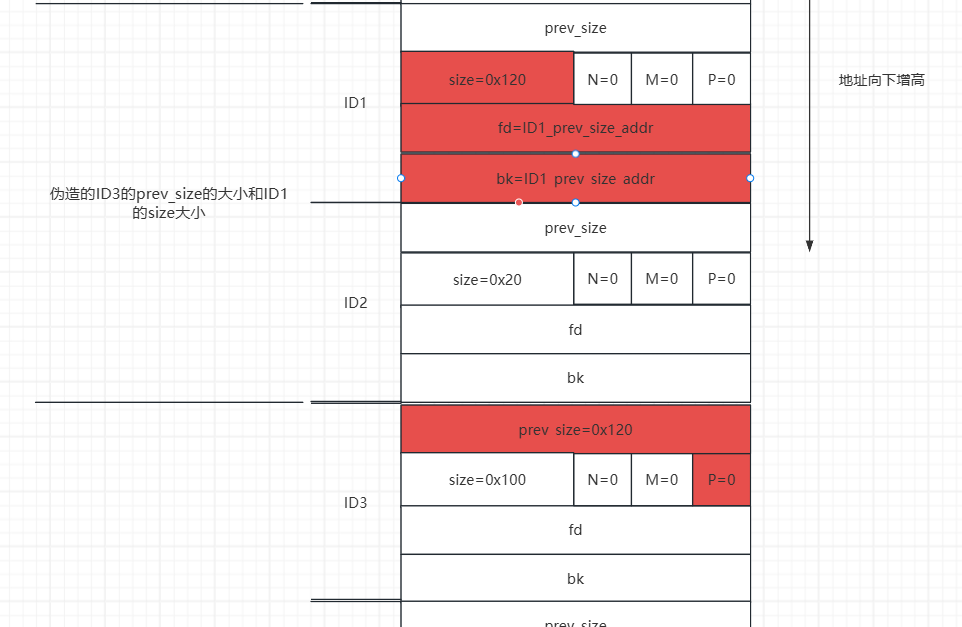 prev_size
size=0x120 N=0 M=0 P=0
地址向下增高
ID1
fd=ID1_prev_size_addr
bk=ID1_prev_size_addr
伪造的ID3的prev_size的大小和ID1
的size大小
prev_size
size=0x20 N=0 M=0 P=0
ID2
fd
bk
prev_size=0x120
size=0x100 N=0 M=0 P=0
ID3
fd
bk
prev_size